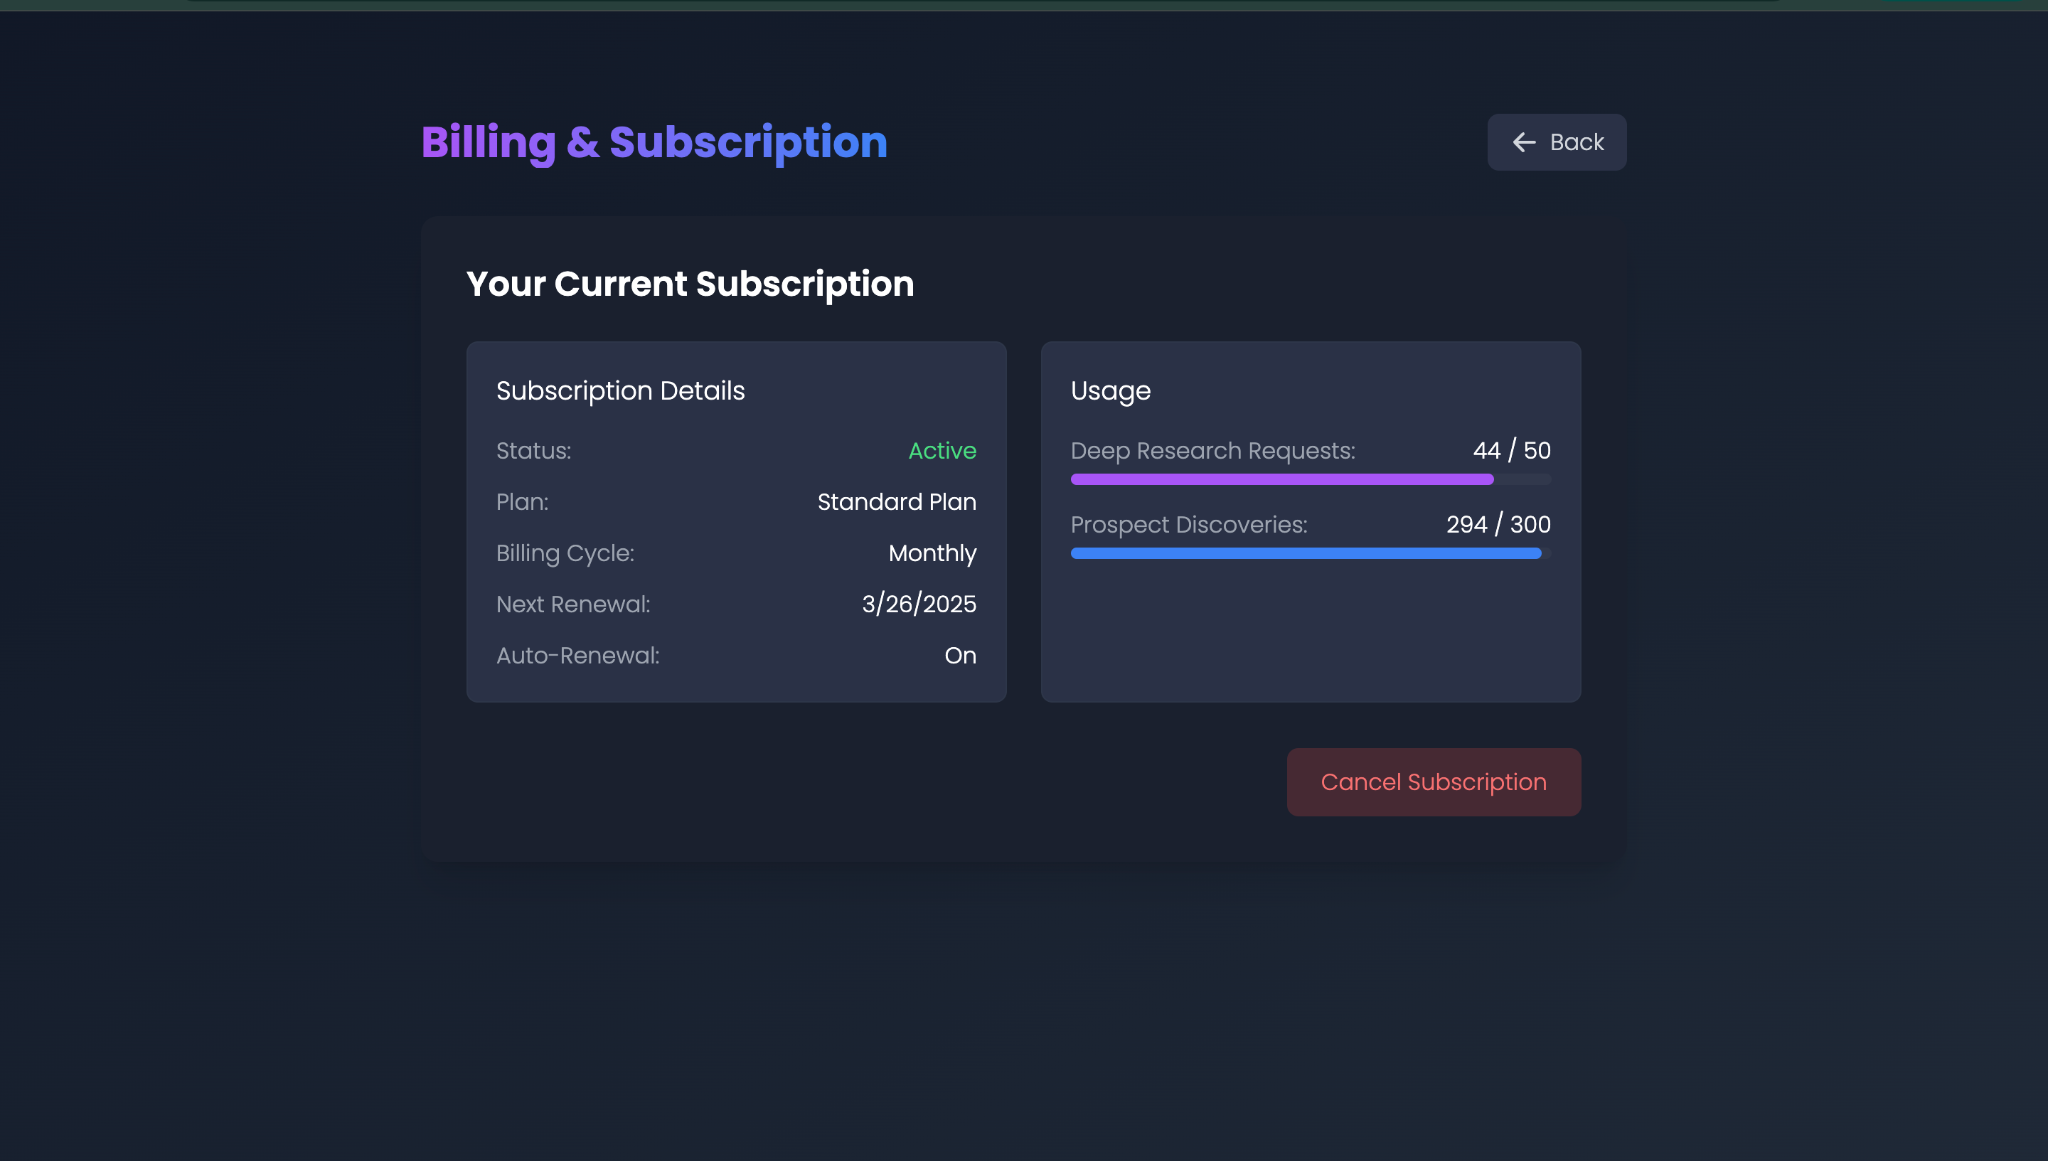 Billing & Subscription
Back
Your Current Subscription
Subscription Details
Status: Active
Plan: Standard Plan
Billing Cycle: Monthly
Next Renewal: 3/26/2025
Auto-Renewal: On
Usage
Deep Research Requests: 44 / 50
Prospect Discoveries: 294 / 300
Cancel Subscription